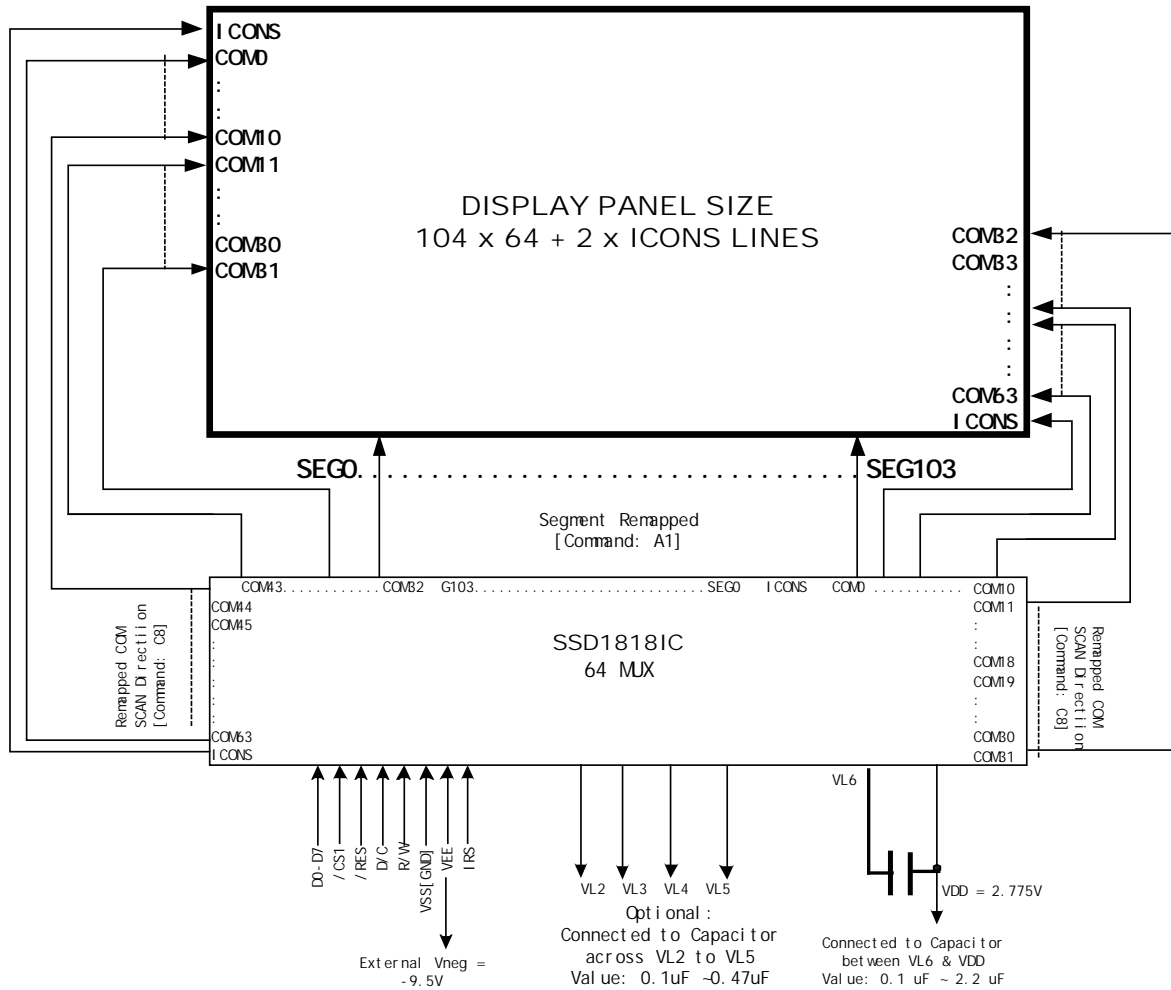 ICONS
COM0
:
:
COM10
COM11
:
:
COM30
COM31
DISPLAY PANEL SIZE
104 x 64 + 2 x ICONS LINES
COM32
COM33
:
:
:
:
COM63
ICONS
SEG0......................................SEG103
Segment Remapped
[Command: A1]
COM43...........COM32 G103..........................SEG0 ICONS COM0 .......... COM10
COM44
COM45
:
:
:
:
:
COM63
ICONS
SSD1818IC
64 MUX
COM11
:
:
COM18
COM19
:
:
COM30
COM31
Remapped COM
SCAN Directiion
[Command: C8]
Remapped COM
SCAN Directiion
[Command: C8]
D0-D7
/CS1
/RES
D/C
R/W
VSS[GND]
VEE
IRS
External Vneg =
-9.5V
VL2 VL3 VL4 VL5
Optional:
Connected to Capacitor
across VL2 to VL5
Value: 0.1uF ~0.47uF
VL6
VDD = 2.775V
Connected to Capacitor
between VL6 & VDD
Value: 0.1 uF ~ 2.2 uF